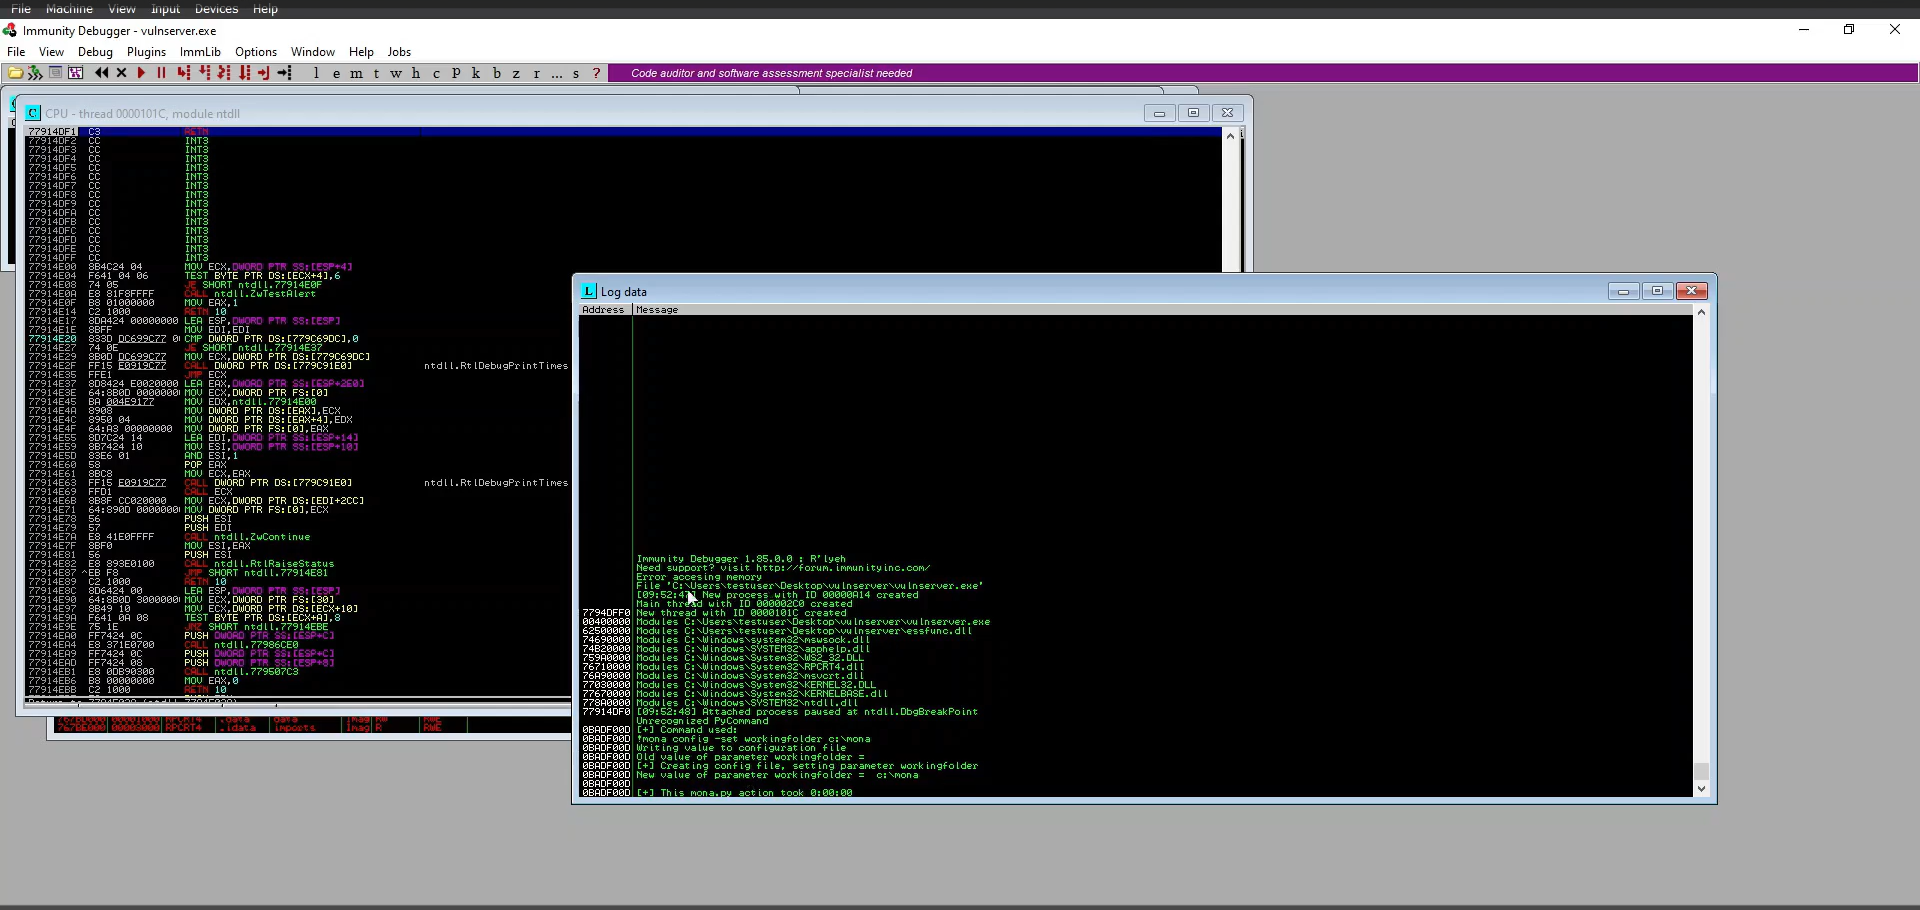 File Machine View Input Devices Help
Immunity Debugger - vulnserver.exe
File View Debug Plugins ImmLib Options Window Help Jobs
l e m t w h c P k b z r ... s ? Code auditor and software assessment specialist needed
CPU - thread 0000101C, module ntdll
77914DF1 C3 RETN
77914DF2 CC INT3
77914DF3 CC INT3
77914DF4 CC INT3
77914DF5 CC INT3
77914DF6 CC INT3
77914DF7 CC INT3
77914DF8 CC INT3
77914DF9 CC INT3
77914DFA CC INT3
77914DFB CC INT3
77914DFC CC INT3
77914DFD CC INT3
77914DFE CC INT3
77914DFF CC INT3
77914E00 8B4C24 04 MOV ECX,DWORD PTR SS:[ESP+4]
77914E04 F641 04 06 TEST BYTE PTR DS:[ECX+4],6
77914E08 74 05 JE SHORT ntdll.77914E0F
77914E0A E8 81F8FFFF CALL ntdll.ZwTestAlert
77914E0F B8 01000000 MOV EAX,1
77914E14 C2 1000 RETN 10
77914E17 8DA424 00000000 LEA ESP,DWORD PTR SS:[ESP]
77914E1E 8BFF MOV EDI,EDI
77914E20 833D DC699C77 0 CMP DWORD PTR DS:[779C69DC],0
77914E27 74 0E JE SHORT ntdll.77914E37
77914E29 8B0D DC699C77 MOV ECX,DWORD PTR DS:[779C69DC]
77914E2F FF15 E0919C77 CALL DWORD PTR DS:[779C91E0] ntdll.RtlDebugPrintTimes
77914E35 FFE1 JMP ECX
77914E37 8D8424 E0020000 LEA EAX,DWORD PTR SS:[ESP+2E0]
77914E3E 64:8B0D 0000000 MOV ECX,DWORD PTR FS:[0]
77914E45 BA 004E9177 MOV EDX,ntdll.77914E00
77914E4A 8908 MOV DWORD PTR DS:[EAX],ECX
77914E4C 8950 04 MOV DWORD PTR DS:[EAX+4],EDX
77914E4F 64:A3 00000000 MOV DWORD PTR FS:[0],EAX
77914E55 8D7C24 14 LEA EDI,DWORD PTR SS:[ESP+14]
77914E59 8B7424 10 MOV ESI,DWORD PTR SS:[ESP+10]
77914E5D 83E6 01 AND ESI,1
77914E60 58 POP EAX
77914E61 8BC8 MOV ECX,EAX
77914E63 FF15 E0919C77 CALL DWORD PTR DS:[779C91E0] ntdll.RtlDebugPrintTimes
77914E69 FFD1 CALL ECX
77914E6B 8B8F CC020000 MOV ECX,DWORD PTR DS:[EDI+2CC]
77914E71 64:890D 0000000 MOV DWORD PTR FS:[0],ECX
77914E78 56 PUSH ESI
77914E79 57 PUSH EDI
77914E7A E8 41E0FFFF CALL ntdll.ZwContinue
77914E7F 8BF0 MOV ESI,EAX
77914E81 56 PUSH ESI
77914E82 E8 893E0100 CALL ntdll.RtlRaiseStatus
77914E87 ^EB F8 JMP SHORT ntdll.77914E81
77914E89 C2 1000 RETN 10
77914E8C 8D6424 00 LEA ESP,DWORD PTR SS:[ESP]
77914E90 64:8B0D 3000000 MOV ECX,DWORD PTR FS:[30]
77914E97 8B49 10 MOV ECX,DWORD PTR DS:[ECX+10]
77914E9A F641 0A 08 TEST BYTE PTR DS:[ECX+A],8
77914E9E 75 1E JNZ SHORT ntdll.77914EBE
77914EA0 FF7424 0C PUSH DWORD PTR SS:[ESP+C]
77914EA4 E8 371E0700 CALL ntdll.77986CE0
77914EA9 FF7424 0C PUSH DWORD PTR SS:[ESP+C]
77914EAD FF7424 08 PUSH DWORD PTR SS:[ESP+8]
77914EB1 E8 0DB90300 CALL ntdll.779507C3
77914EB6 B8 00000000 MOV EAX,0
77914EBB C2 1000 RETN 10
RPCRT4 .data data Imag RW RWE
767BE000 00003000 RPCRT4 .idata imports Imag R RWE
Log data
Address Message
Immunity Debugger 1.85.0.0 : R'lyeh
Need support? visit http://forum.immunityinc.com/
Error accesing memory
File 'C:\Users\testuser\Desktop\vulnserver\vulnserver.exe'
[09:52:47] New process with ID 00000A14 created
Main thread with ID 000002C0 created
7794DFF0 New thread with ID 0000101C created
00400000 Modules C:\Users\testuser\Desktop\vulnserver\vulnserver.exe
62500000 Modules C:\Users\testuser\Desktop\vulnserver\essfunc.dll
74690000 Modules C:\Windows\system32\mswsock.dll
74B20000 Modules C:\Windows\SYSTEM32\apphelp.dll
759A0000 Modules C:\Windows\System32\WS2_32.DLL
76710000 Modules C:\Windows\System32\RPCRT4.dll
76A90000 Modules C:\Windows\System32\msvcrt.dll
77030000 Modules C:\Windows\System32\KERNEL32.DLL
77670000 Modules C:\Windows\System32\KERNELBASE.dll
778A0000 Modules C:\Windows\SYSTEM32\ntdll.dll
77914DF0 [09:52:48] Attached process paused at ntdll.DbgBreakPoint
Unrecognized PyCommand
0BADF00D [+] Command used:
0BADF00D !mona config -set workingfolder c:\mona
0BADF00D Writing value to configuration file
0BADF00D Old value of parameter workingfolder =
0BADF00D [+] Creating config file, setting parameter workingfolder
0BADF00D New value of parameter workingfolder = c:\mona
0BADF00D
0BADF00D [+] This mona.py action took 0:00:00